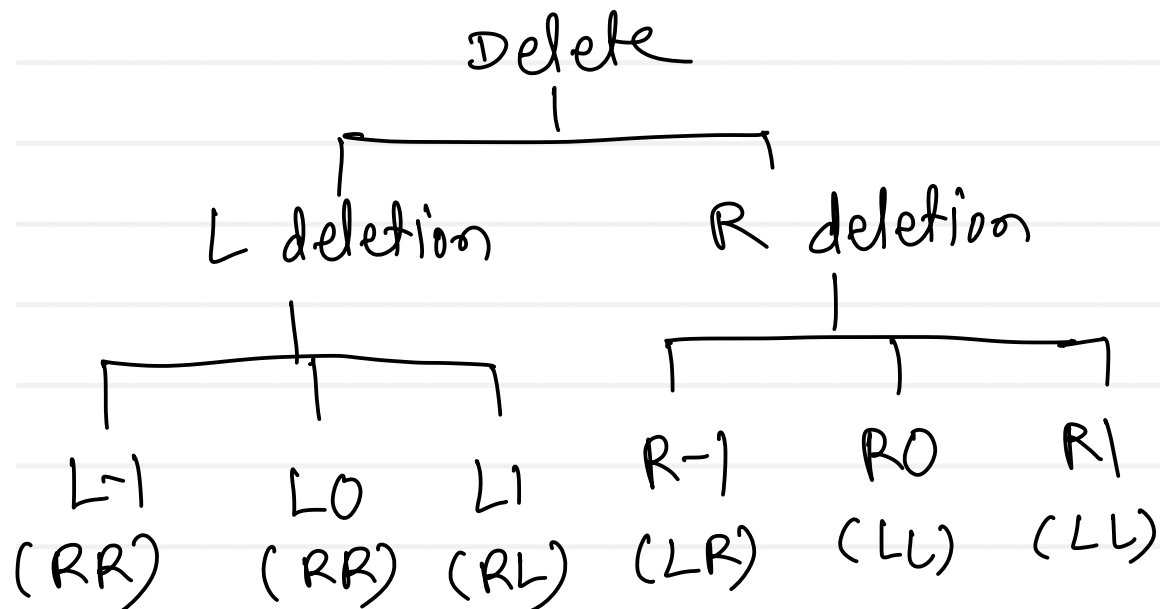 Delete
L deletion R deletion
L-1 L0 L1 R-1 R0 R1
(RR) (RR) (RL) (LR) (LL) (LL)